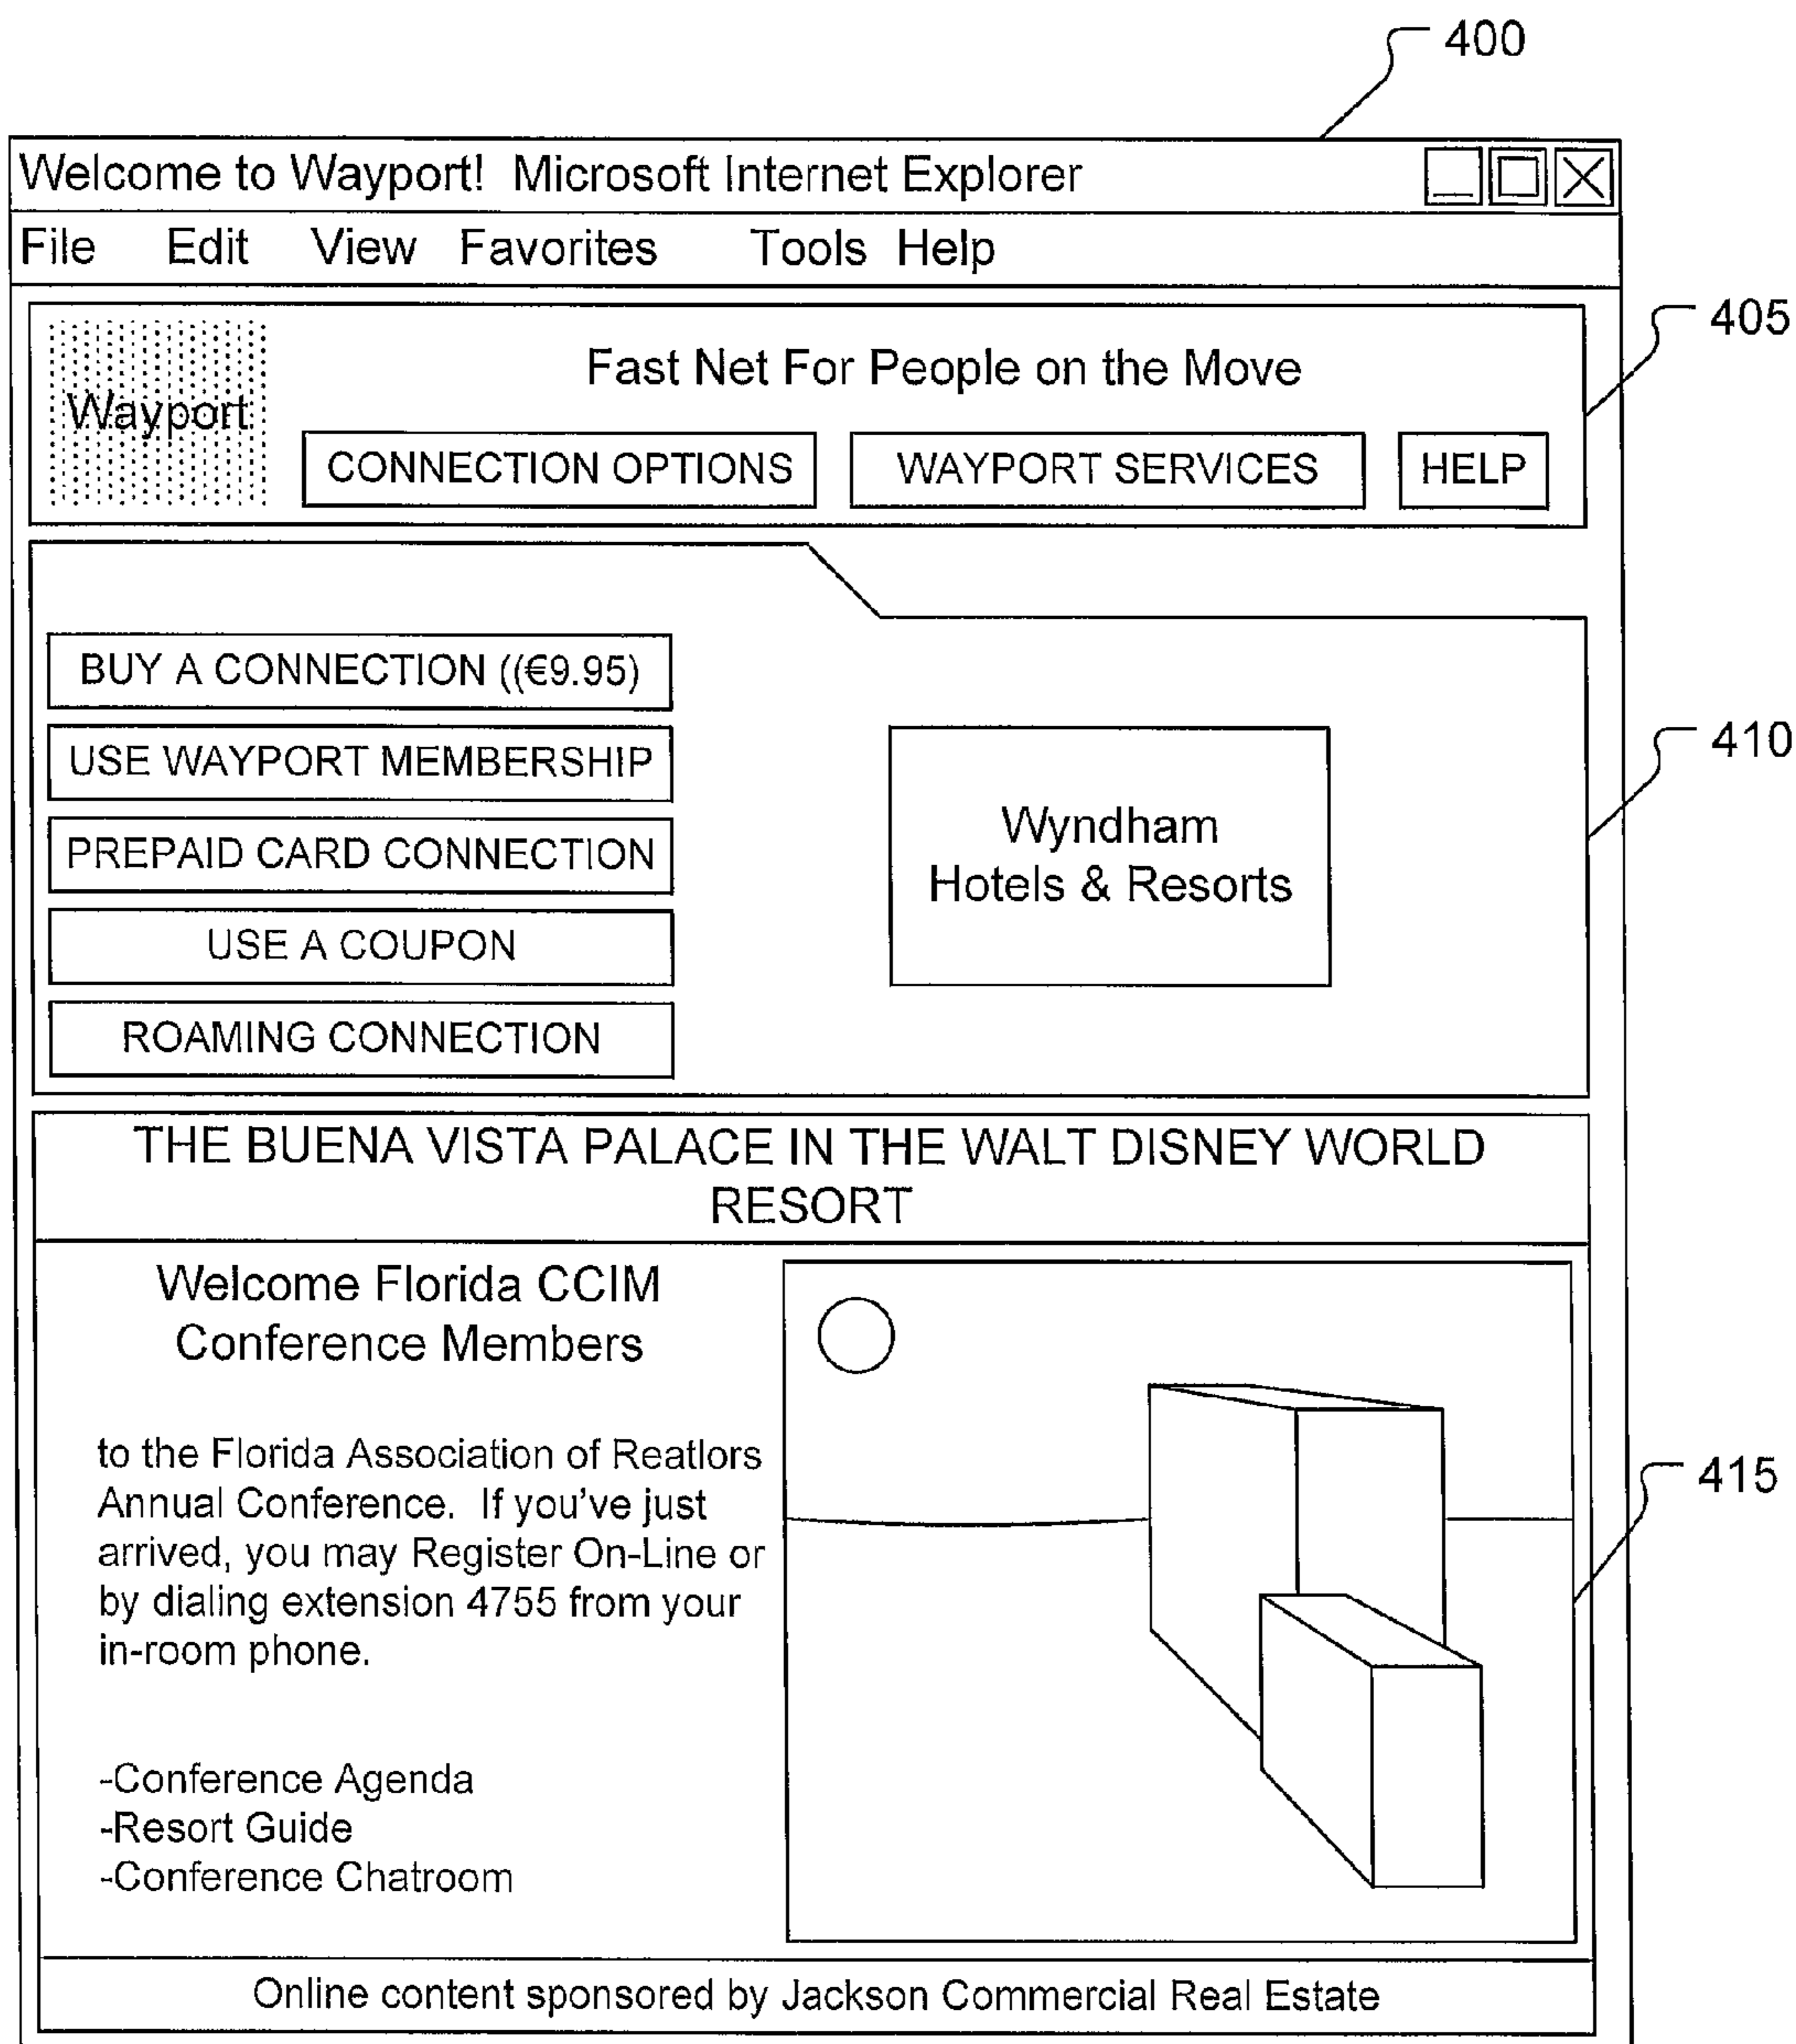 400
Welcome to Wayport!  Microsoft Internet Explorer
File Edit View Favorites Tools Help
405
Fast Net For People on the Move
Wayport
CONNECTION OPTIONS WAYPORT SERVICES HELP
BUY A CONNECTION ((€9.95)
USE WAYPORT MEMBERSHIP
PREPAID CARD CONNECTION
USE A COUPON
ROAMING CONNECTION
410
Wyndham
Hotels & Resorts
THE BUENA VISTA PALACE IN THE WALT DISNEY WORLD
RESORT
Welcome Florida CCIM
Conference Members
to the Florida Association of Reatlors
Annual Conference.  If you've just
arrived, you may Register On-Line or
by dialing extension 4755 from your
in-room phone.
-Conference Agenda
-Resort Guide
-Conference Chatroom
415
Online content sponsored by Jackson Commercial Real Estate